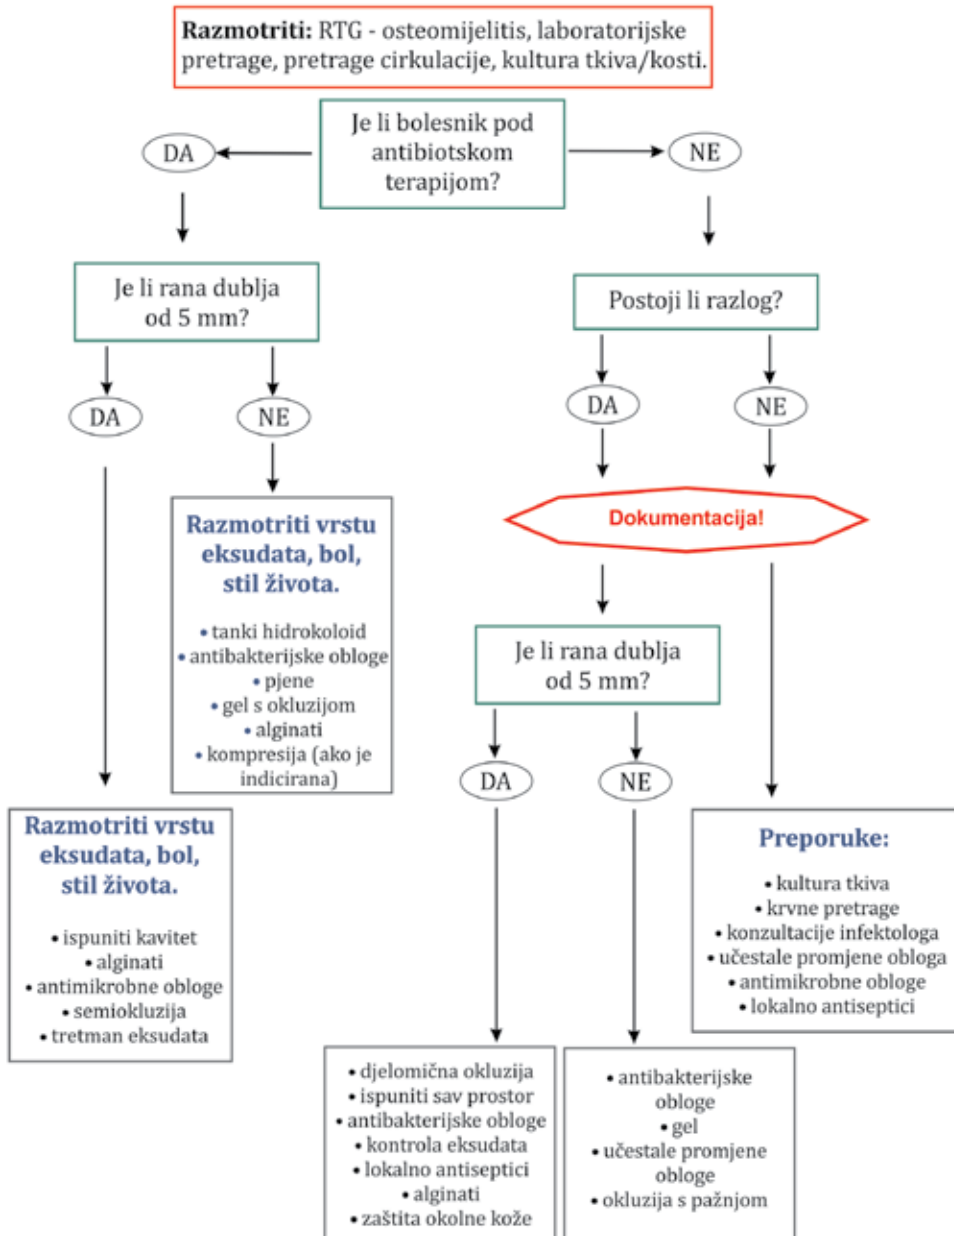 Razmotriti: RTG - osteomijelitis, laboratorijske
pretrage, pretrage cirkulacije, kultura tkiva/kosti.
Je li bolesnik pod
antibiotskom
terapijom?
DA
NE
Je li rana dublja
od 5 mm?
Postoji li razlog?
DA
NE
DA
NE
Razmotriti vrstu
eksudata, bol,
stil života.
• tanki hidrokoloid
• antibakterijske obloge
• pjene
• gel s okluzijom
• alginati
• kompresija (ako je
indicirana)
Dokumentacija!
Je li rana dublja
od 5 mm?
DA
NE
Razmotriti vrstu
eksudata, bol,
stil života.
• ispuniti kavitet
• alginati
• antimikrobne obloge
• semiokluzija
• tretman eksudata
Preporuke:
• kultura tkiva
• krvne pretrage
• konzultacije infektologa
• učestale promjene obloga
• antimikrobne obloge
• lokalno antiseptici
• djelomična okluzija
• ispuniti sav prostor
• antibakterijske obloge
• kontrola eksudata
• lokalno antiseptici
• alginati
• zaštita okolne kože
• antibakterijske
obloge
• gel
• učestale promjene
obloge
• okluzija s pažnjom